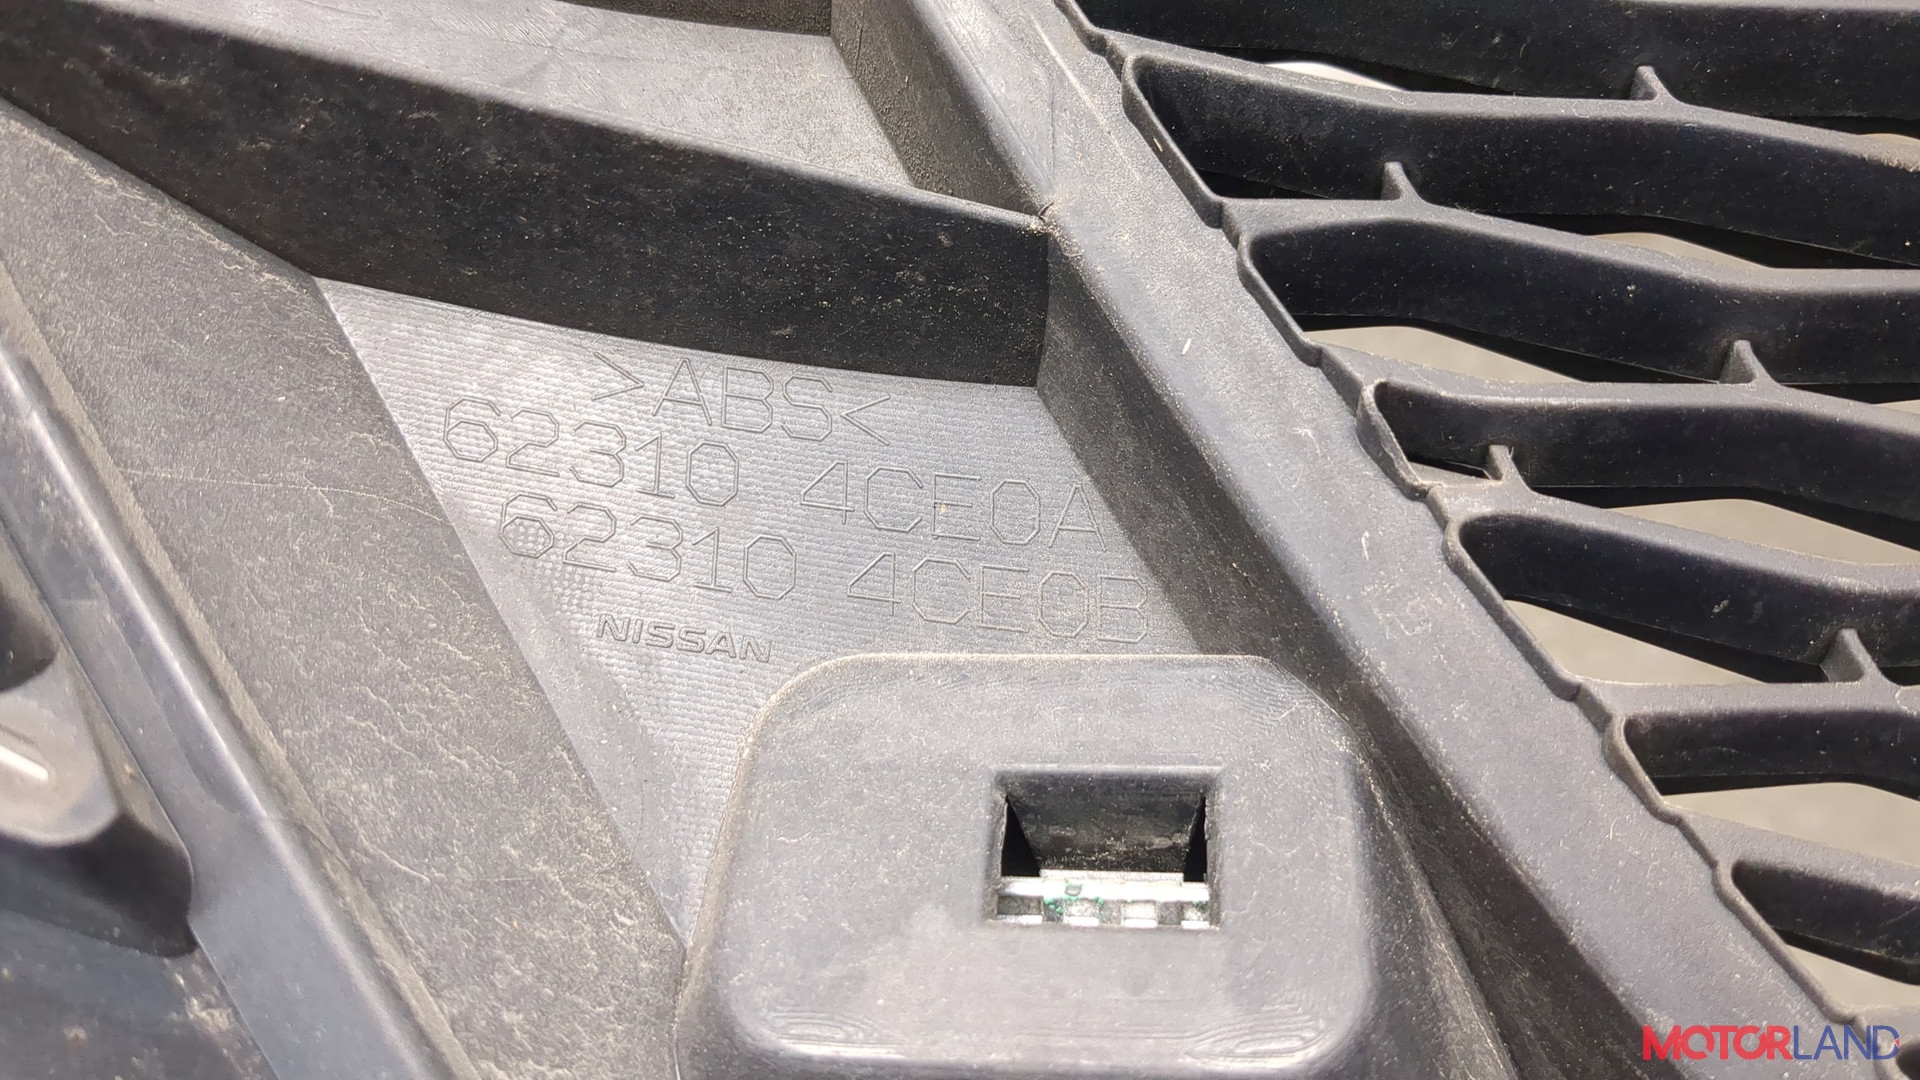 >ABS<
62310 4CE0A
62310 4CE0B
NISSAN
MOTORLAND